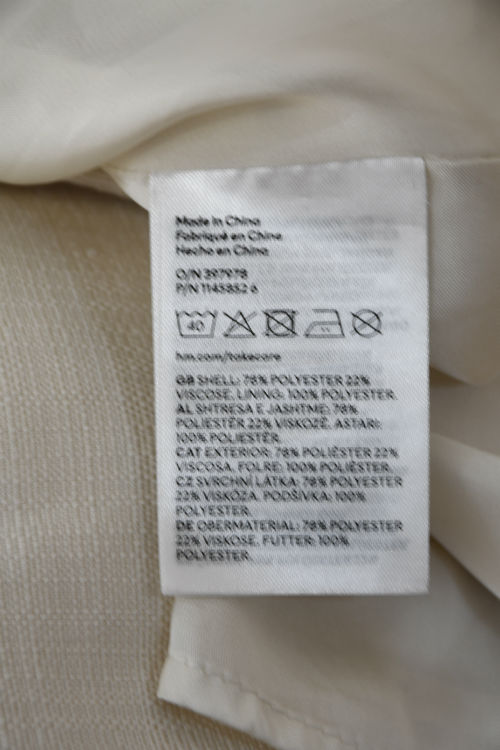 Made in China
Fabriqué en Chine
Hecho en China
O/N 397978
P/N 1145852 6
40
hm.com/takecare
GB SHELL: 78% POLYESTER 22%
VISCOSE, LINING: 100% POLYESTER.
AL SHTRESA E JASHTME: 78%
POLIESTËR 22% VISKOZË, ASTARI:
100% POLIESTËR.
CAT EXTERIOR: 78% POLIÈSTER 22%
VISCOSA, FOLRE: 100% POLIÈSTER.
CZ SVRCHNÍ LÁTKA: 78% POLYESTER
22% VISKÓZA, PODŠÍVKA: 100%
POLYESTER.
DE OBERMATERIAL: 78% POLYESTER
22% VISKOSE, FUTTER: 100%
POLYESTER.